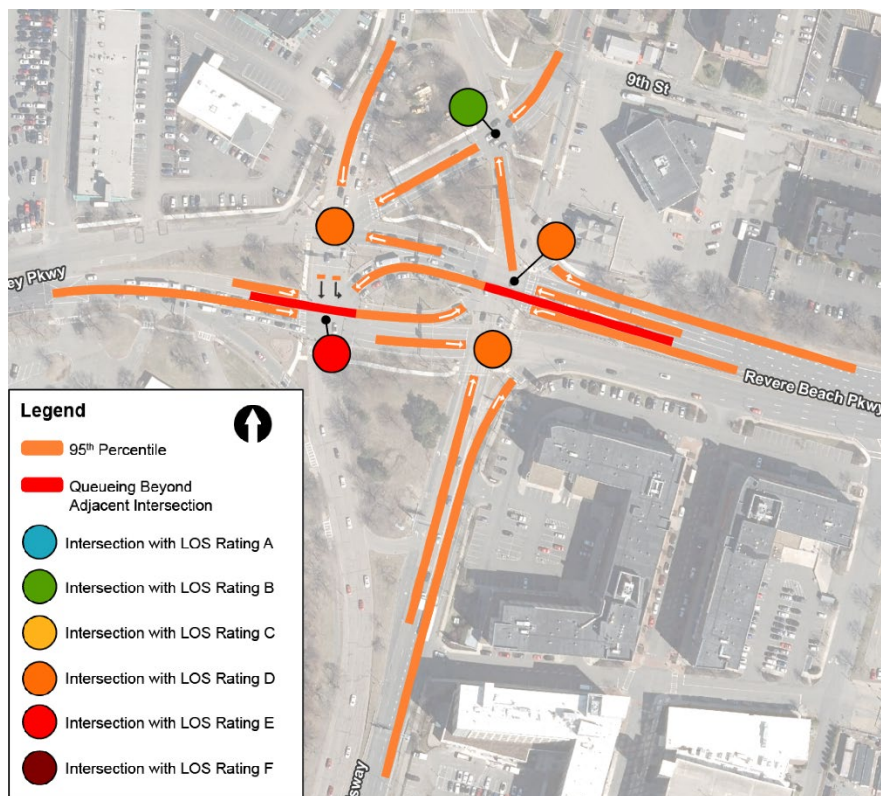 9th St
ey Pkwy
Revere Beach Pkwy
Legend
95th Percentile
Queueing Beyond
Adjacent Intersection
Intersection with LOS Rating A
Intersection with LOS Rating B
Intersection with LOS Rating C
Intersection with LOS Rating D
Intersection with LOS Rating E
Intersection with LOS Rating F
sway